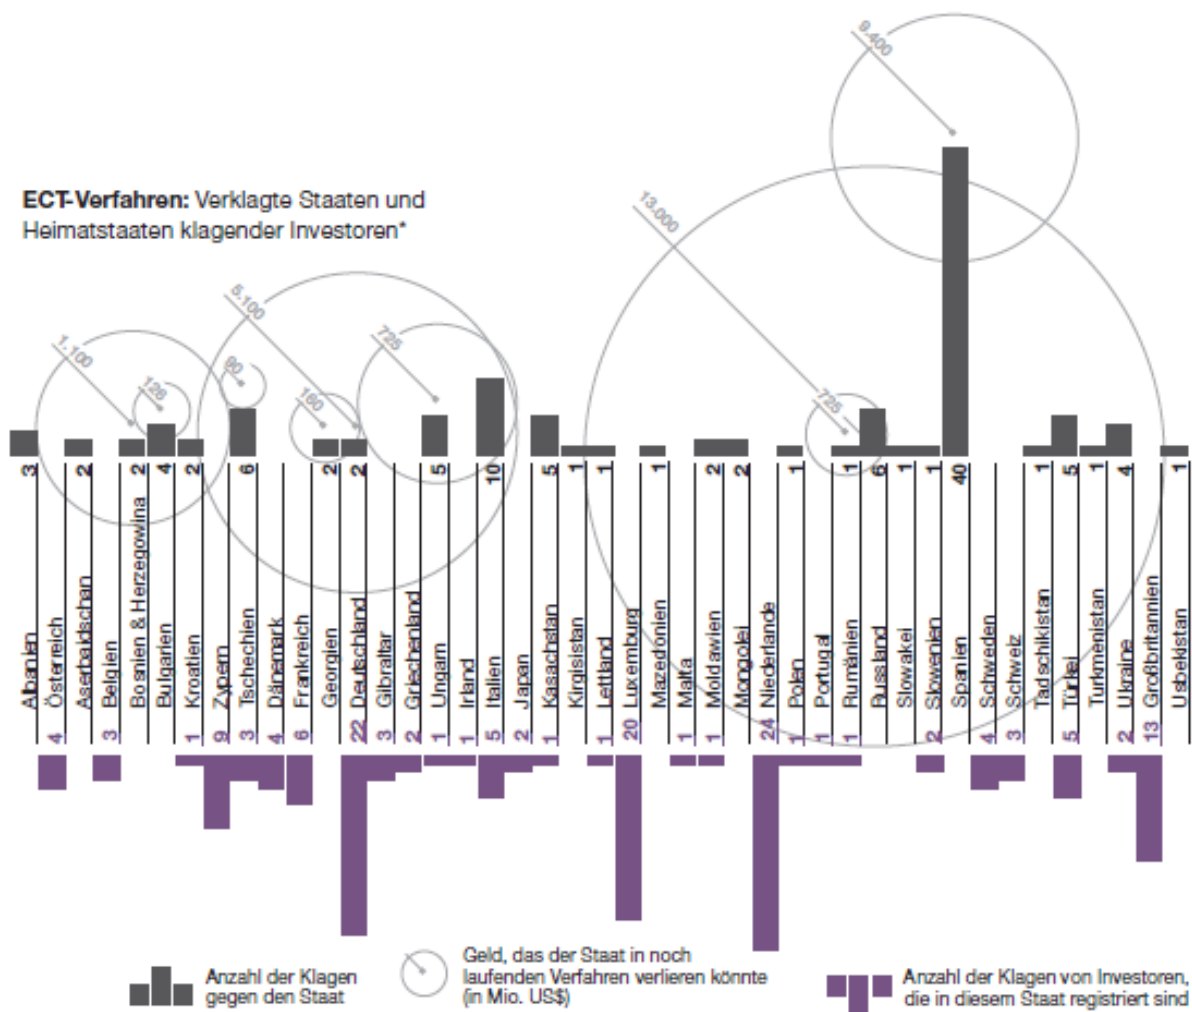 9.400
ECT-Verfahren: Verklagte Staaten und
Heimatstaaten klagender Investoren*
13.000
5.100
1.100
725
90
126
160
725
3
2
2
4
2
6
2
2
5
10
5
1
1
1
2
2
1
1
6
1
1
40
1
5
1
4
1
Albanien
Österreich
Aserbaidschan
Belgien
Bosnien & Herzegowina
Bulgarien
Kroatien
Zypern
Tschechien
Dänemark
Frankreich
Georgien
Deutschland
Gibraltar
Griechenland
Ungarn
Irland
Italien
Japan
Kasachstan
Kirgisistan
Lettland
Luxemburg
Mazedonien
Malta
Moldawien
Mongolei
Niederlande
Polen
Portugal
Rumänien
Russland
Slowakei
Slowenien
Spanien
Schweden
Schweiz
Tadschikistan
Türkei
Turkmenistan
Ukraine
Großbritannien
Usbekistan
4
3
1
9
3
4
6
22
3
2
1
1
5
2
1
1
20
1
1
24
1
1
1
2
4
3
5
2
13
Anzahl der Klagen
gegen den Staat
Geld, das der Staat in noch
laufenden Verfahren verlieren könnte
(in Mio. US$)
Anzahl der Klagen von Investoren,
die in diesem Staat registriert sind